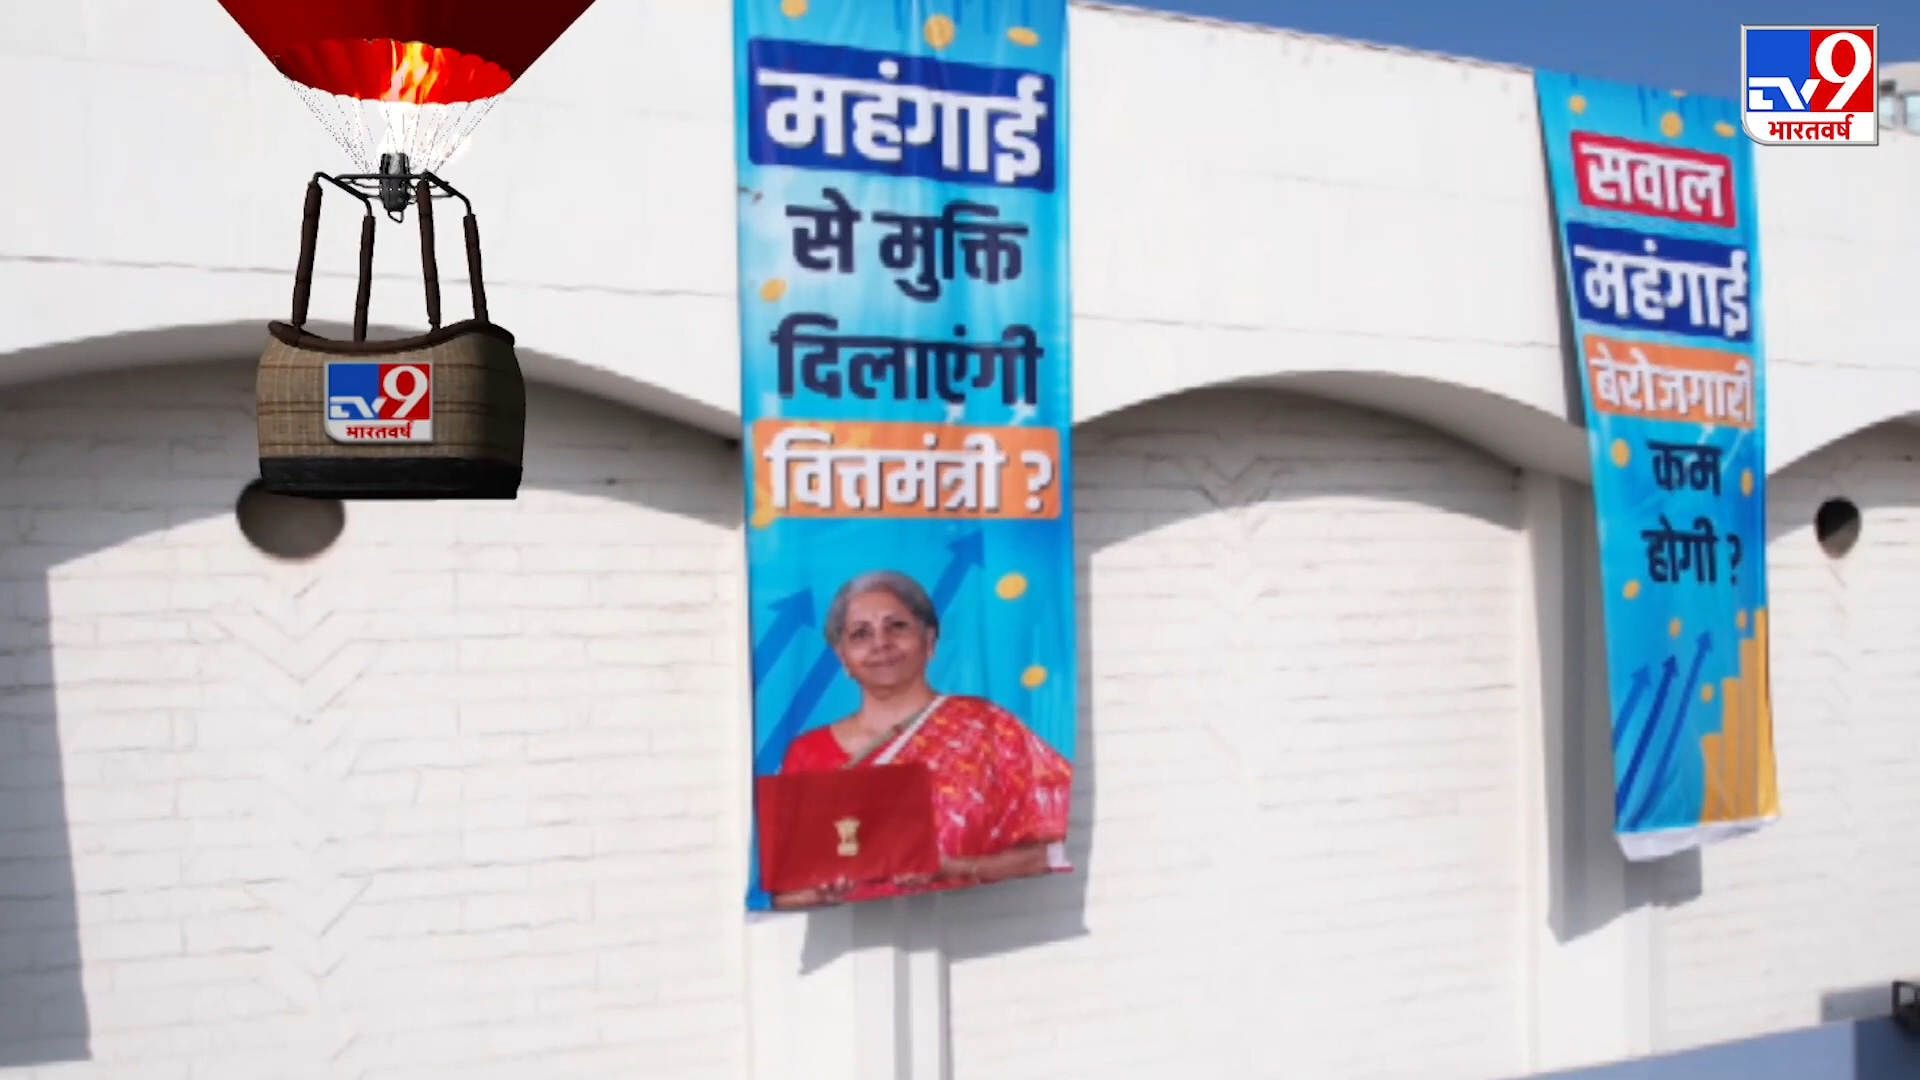 महंगाई
से मुक्ति
दिलाएंगी
वित्तमंत्री ?
सवाल
महंगाई
बेरोजगारी
कम
होगी ?
TV9
भारतवर्ष
TV9
भारतवर्ष